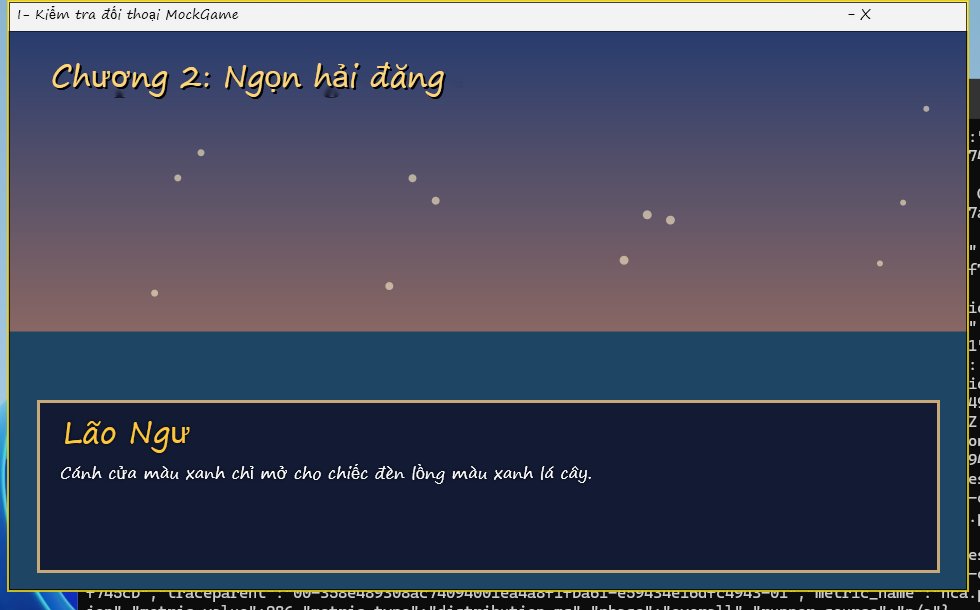 1- Kiểm tra đối thoại MockGame
- X
Chương 2: Ngọn hải đăng
Lão Ngư
Cánh cửa màu xanh chỉ mở cho chiếc đèn lồng màu xanh lá cây.